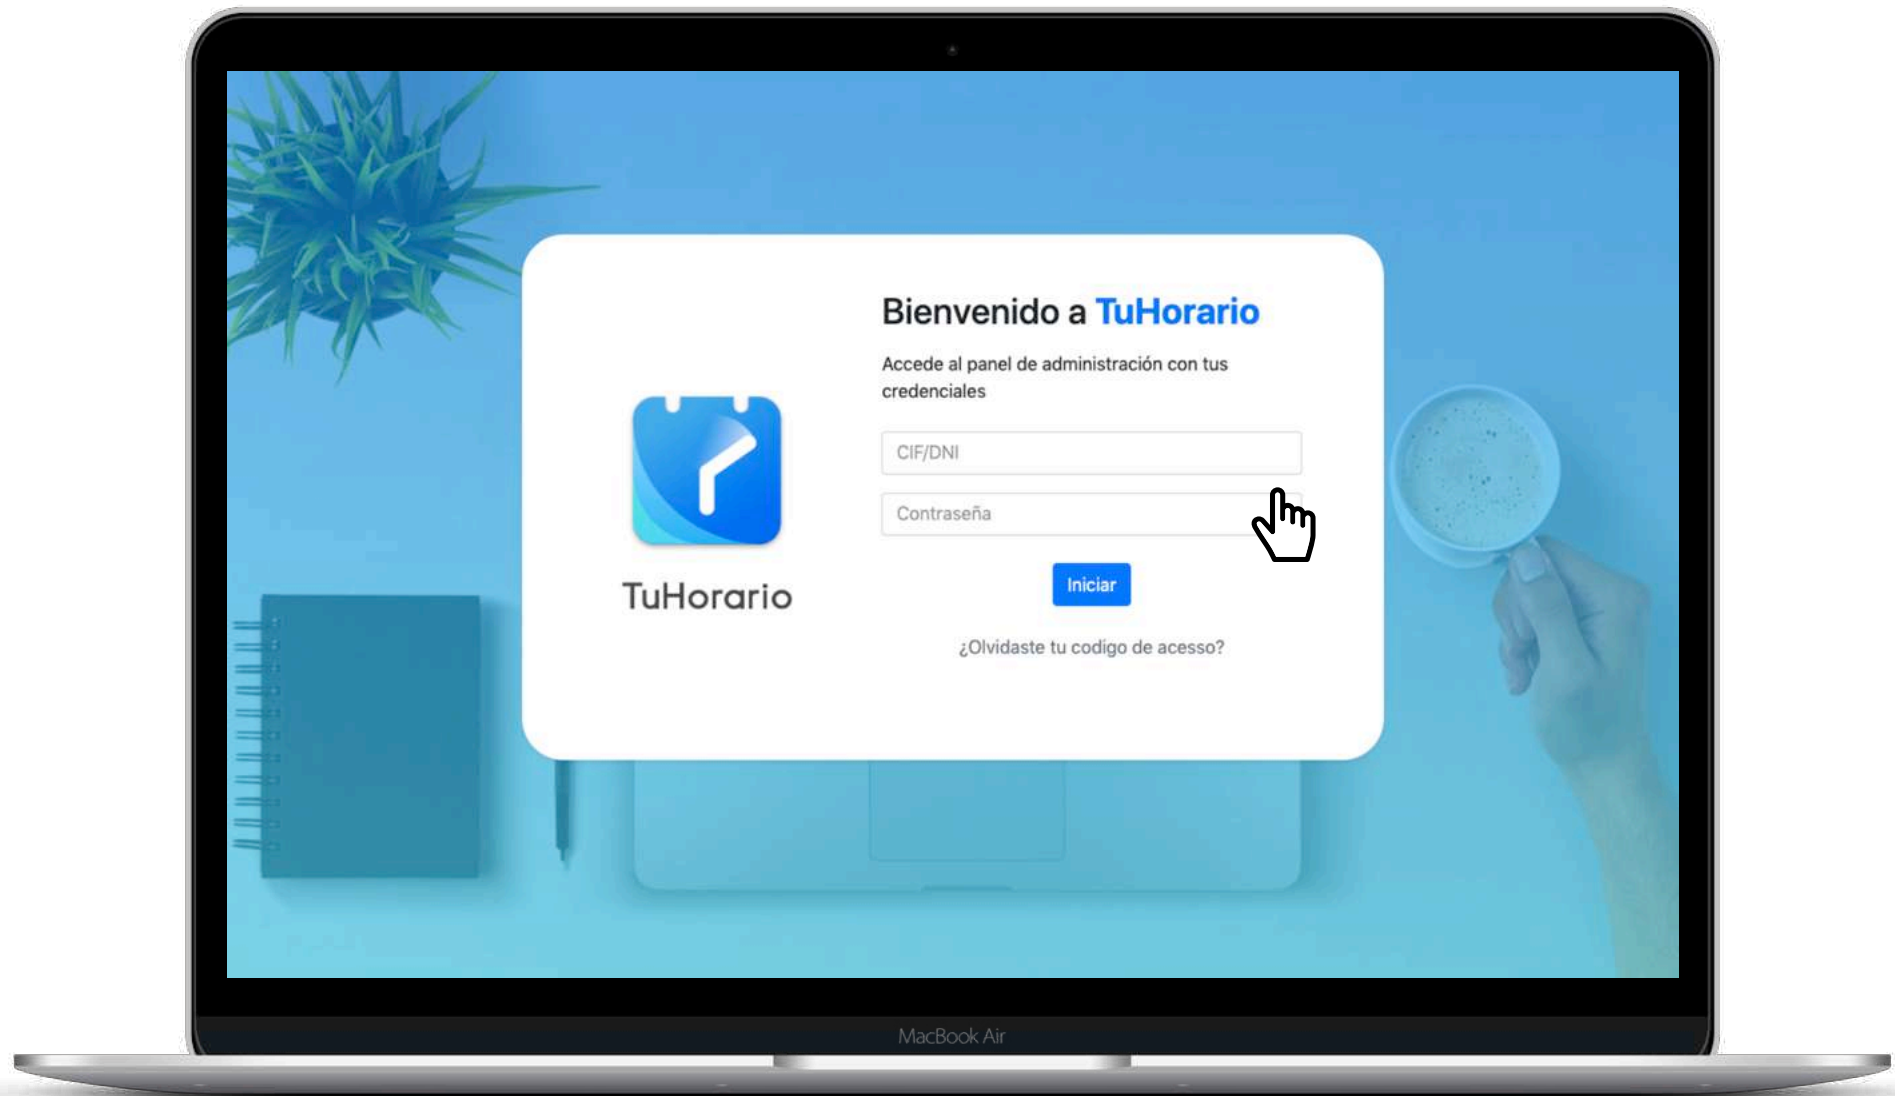 Bienvenido a TuHorario
Accede al panel de administración con tus
credenciales
CIF/DNI
Contraseña
Iniciar
¿Olvidaste tu codigo de acesso?
TuHorario
MacBook Air